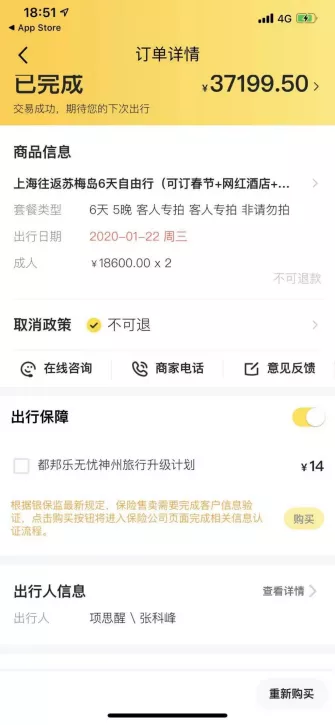 18:51
4G
App Store
订单详情
已完成
¥37199.50
交易成功，期待您的下次出行
商品信息
上海往返苏梅岛6天自由行（可订春节+网红酒店+...
套餐类型 6天 5晚 客人专拍 客人专拍 非请勿拍
出行日期 2020-01-22 周三
成人 ¥18600.00 x 2
不可退款
取消政策 不可退
在线咨询 商家电话 意见反馈
出行保障
都邦乐无忧神州旅行升级计划 ¥14
根据银保监最新规定，保险售卖需要完成客户信息验
证，点击购买按钮将进入保险公司页面完成相关信息认
证流程。
购买
出行人信息 查看详情
出行人 项思醒 \ 张科峰
重新购买